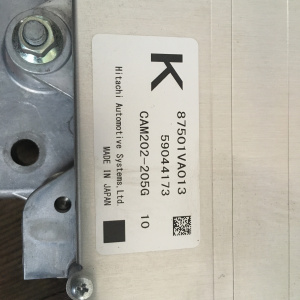 K
87501VA013
59044173
CAM202-205G 10
Hitachi Automotive Systems,Ltd.
MADE IN JAPAN